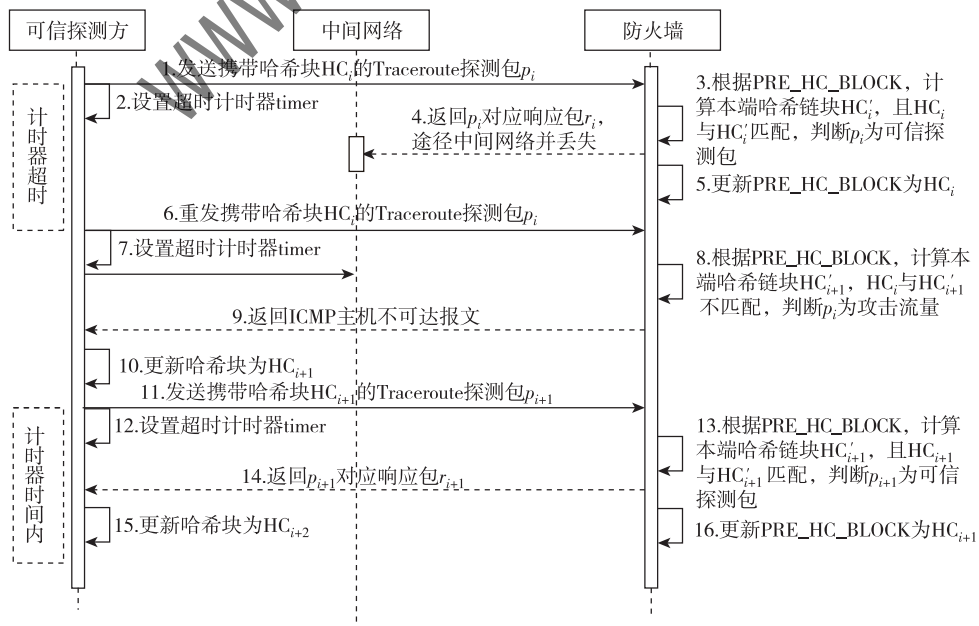 可信探测方
中间网络
防火墙
WWW
1.发送携带哈希块HCᵢ的Traceroute探测包pᵢ
2.设置超时计时器timer
计时器超时
3.根据PRE_HC_BLOCK，计
算本端哈希链块HC′ᵢ，且HCᵢ
与HC′ᵢ匹配，判断pᵢ为可信探
测包
4.返回pᵢ对应响应包rᵢ，
途径中间网络并丢失
5.更新PRE_HC_BLOCK为HCᵢ
6.重发携带哈希块HCᵢ的Traceroute探测包pᵢ
7.设置超时计时器timer
8.根据PRE_HC_BLOCK，计算本
端哈希链块HC′ᵢ₊₁，HCᵢ与HC′ᵢ₊₁
不匹配，判断pᵢ为攻击流量
9.返回ICMP主机不可达报文
10.更新哈希块为HCᵢ₊₁
11.发送携带哈希块HCᵢ₊₁的Traceroute探测包pᵢ₊₁
12.设置超时计时器timer
计时器时间内
13.根据PRE_HC_BLOCK，计算
本端哈希链块HC′ᵢ₊₁，且HCᵢ₊₁
与HC′ᵢ₊₁匹配，判断pᵢ₊₁为可信
探测包
14.返回pᵢ₊₁对应响应包rᵢ₊₁
15.更新哈希块为HCᵢ₊₂
16.更新PRE_HC_BLOCK为HCᵢ₊₁